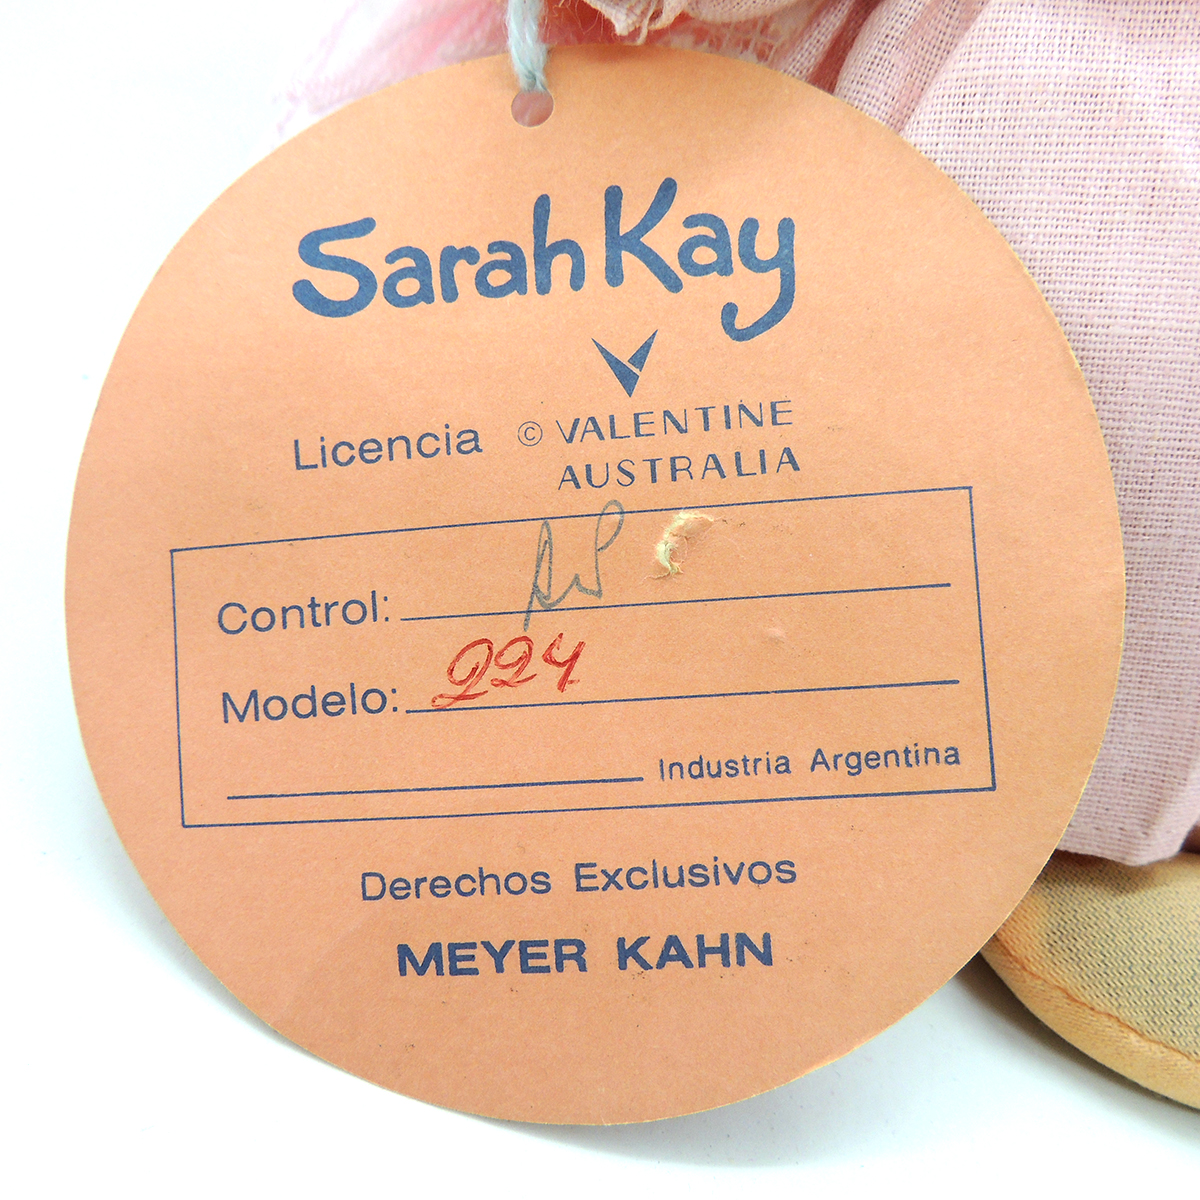 Sarah Kay
Licencia © VALENTINE
AUSTRALIA
Control:
Modelo: 224
Industria Argentina
Derechos Exclusivos
MEYER KAHN